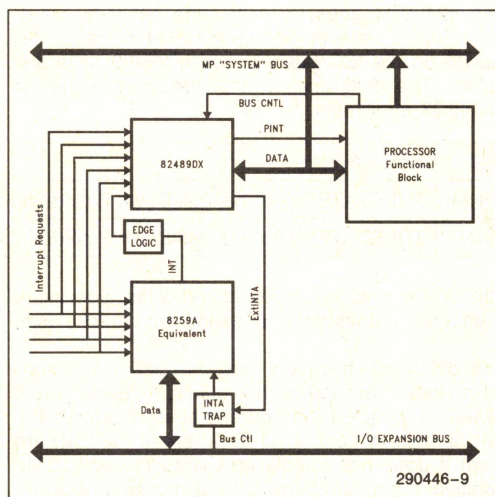 MP "SYSTEM" BUS
BUS CNTL
PINT
DATA
82489DX
PROCESSOR
Functional
Block
Interrupt Requests
EDGE
LOGIC
INT
ExtINTA
8259A
Equivalent
Data
INTA
TRAP
Bus Ctl
I/O EXPANSION BUS
290446-9